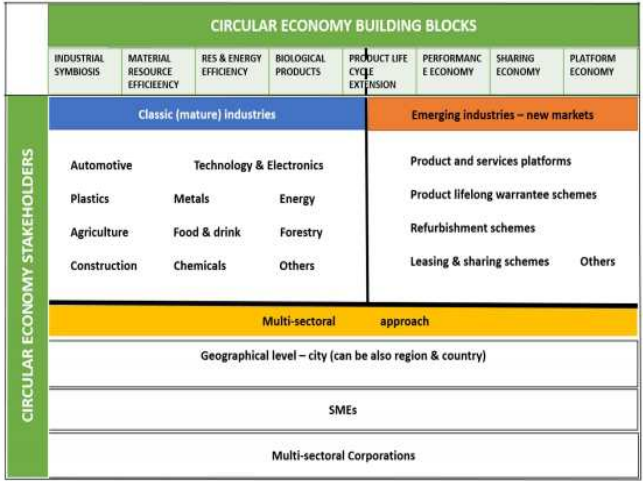 CIRCULAR ECONOMY BUILDING BLOCKS
INDUSTRIAL SYMBIOSIS
MATERIAL RESOURCE EFFICIEENCY
RES & ENERGY EFFICIENCY
BIOLOGICAL PRODUCTS
PRODUCT LIFE CYCLE EXTENSION
PERFORMANC E ECONOMY
SHARING ECONOMY
PLATFORM ECONOMY
CIRCULAR ECONOMY STAKEHOLDERS
Classic (mature) industries
Emerging industries – new markets
Automotive Technology & Electronics
Plastics Metals Energy
Agriculture Food & drink Forestry
Construction Chemicals Others
Product and services platforms
Product lifelong warrantee schemes
Refurbishment schemes
Leasing & sharing schemes Others
Multi-sectoral approach
Geographical level – city (can be also region & country)
SMEs
Multi-sectoral Corporations